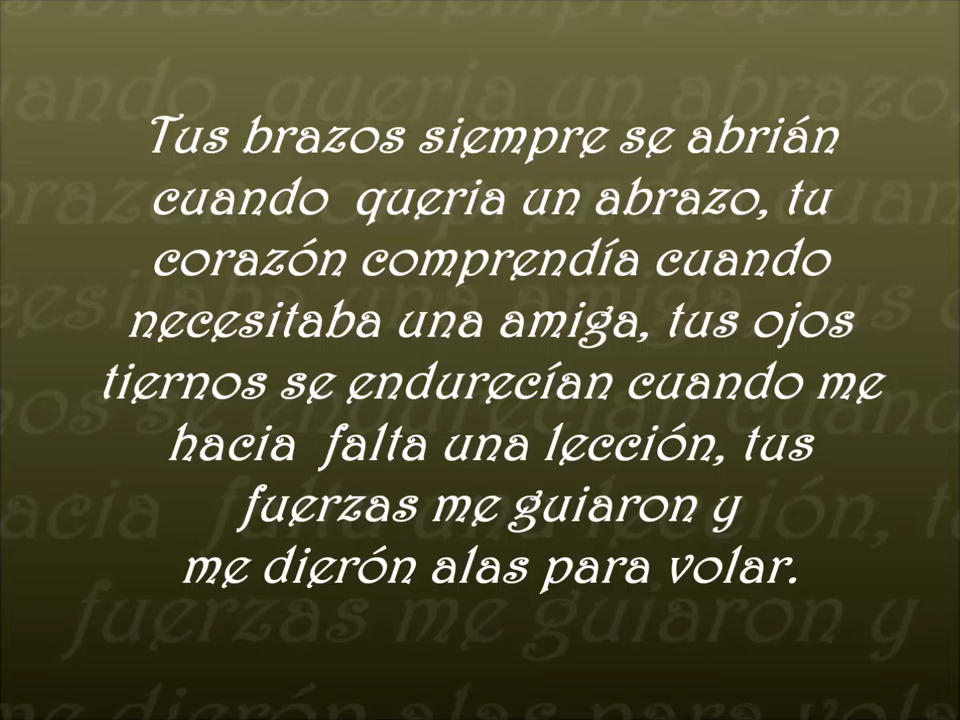 Tus brazos siempre se abrián
cuando queria un abrazo, tu
corazón comprendía cuando
necesitaba una amiga, tus ojos
tiernos se endurecían cuando me
hacia falta una lección, tus
fuerzas me guiaron y
me dierón alas para volar.